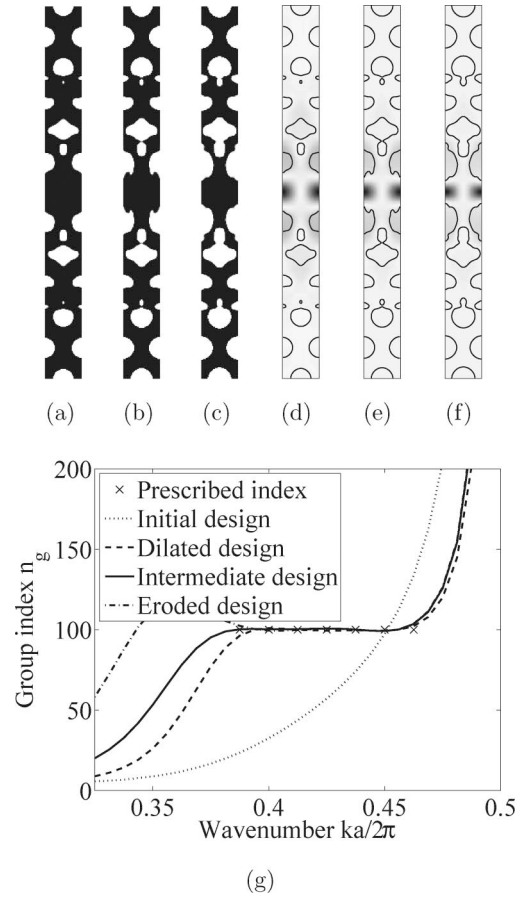 (a) (b) (c) (d) (e) (f)
200
150
100
50
0
Group index n_g
Prescribed index
Initial design
Dilated design
Intermediate design
Eroded design
0.35 0.4 0.45 0.5
Wavenumber ka/2π
(g)